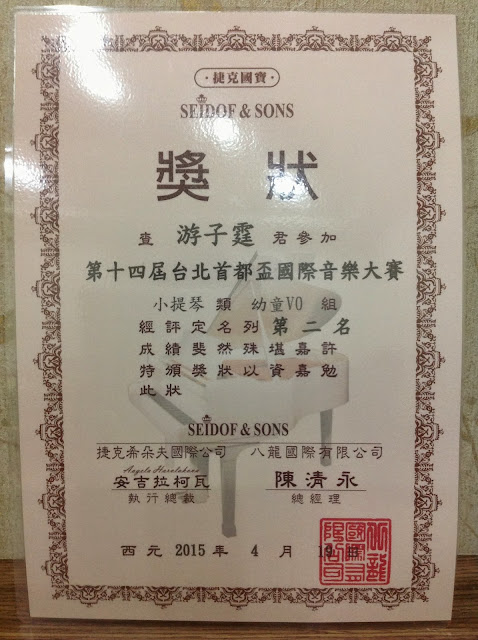 ·捷克國寶·
SEIDOF & SONS
獎狀
查 游子霆 君參加
第十四屆台北首都盃國際音樂大賽
小提琴 類 幼童VO 組
經評定名列 第二名
成績斐然殊堪嘉許
特頒獎狀以資嘉勉
此狀
SEIDOF & SONS
捷克希朵夫國際公司 八龍國際有限公司
安吉拉柯瓦 陳清永
執行總裁 總經理
西元 2015 年 4 月 19 日